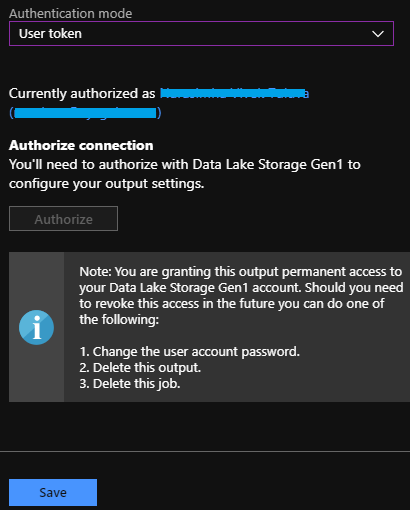 Authentication mode
User token
Currently authorized as
(
)
Authorize connection
You'll need to authorize with Data Lake Storage Gen1 to
configure your output settings.
Authorize
Note: You are granting this output permanent access to
your Data Lake Storage Gen1 account. Should you need
to revoke this access in the future you can do one of
the following:
1. Change the user account password.
2. Delete this output.
3. Delete this job.
Save